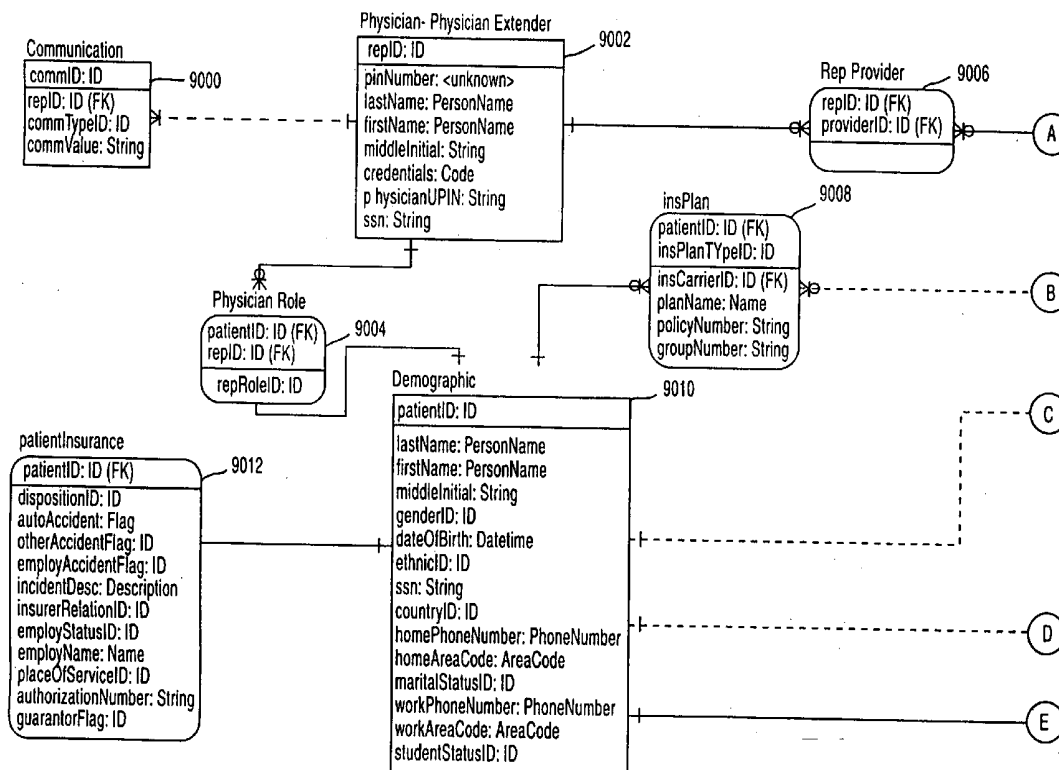 Physician- Physician Extender
9002
repID: ID
pinNumber: <unknown>
lastName: PersonName
firstName: PersonName
middleInitial: String
credentials: Code
p hysicianUPIN: String
ssn: String
Communication
9000
commID: ID
repID: ID (FK)
commTypeID: ID
commValue: String
Rep Provider
9006
repID: ID (FK)
providerID: ID (FK)
A
insPlan
9008
patientID: ID (FK)
insPlanTYpeID: ID
insCarrierID: ID (FK)
planName: Name
policyNumber: String
groupNumber: String
B
Physician Role
9004
patientID: ID (FK)
repID: ID (FK)
repRoleID: ID
Demographic
9010
patientID: ID
lastName: PersonName
firstName: PersonName
middleInitial: String
genderID: ID
dateOfBirth: Datetime
ethnicID: ID
ssn: String
countryID: ID
homePhoneNumber: PhoneNumber
homeAreaCode: AreaCode
maritalStatusID: ID
workPhoneNumber: PhoneNumber
workAreaCode: AreaCode
studentStatusID: ID
C
D
E
patientInsurance
9012
patientID: ID (FK)
dispositionID: ID
autoAccident: Flag
otherAccidentFlag: ID
employAccidentFlag: ID
incidentDesc: Description
insurerRelationID: ID
employStatusID: ID
employName: Name
placeOfServiceID: ID
authorizationNumber: String
guarantorFlag: ID